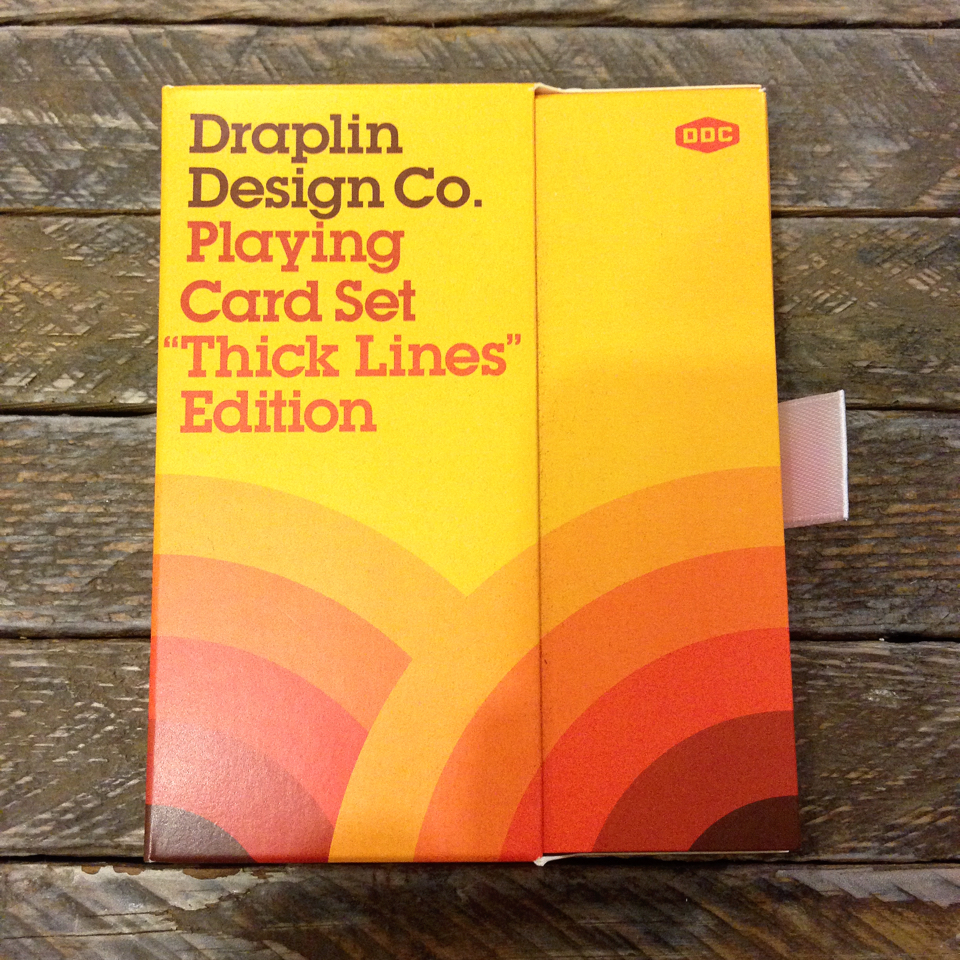 Draplin
Design Co.
Playing
Card Set
“Thick Lines”
Edition
DDC